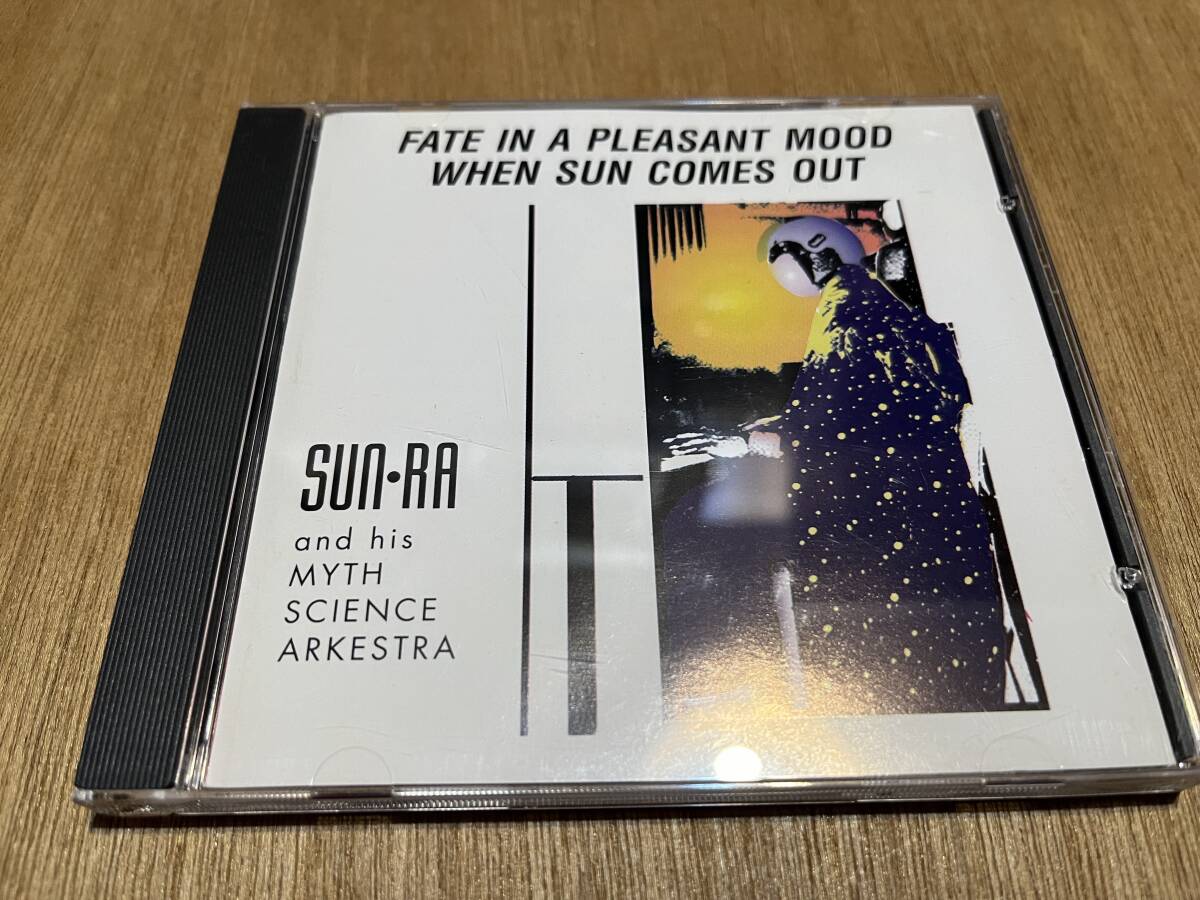 FATE IN A PLEASANT MOOD
WHEN SUN COMES OUT
SUN•RA
and his
MYTH
SCIENCE
ARKESTRA